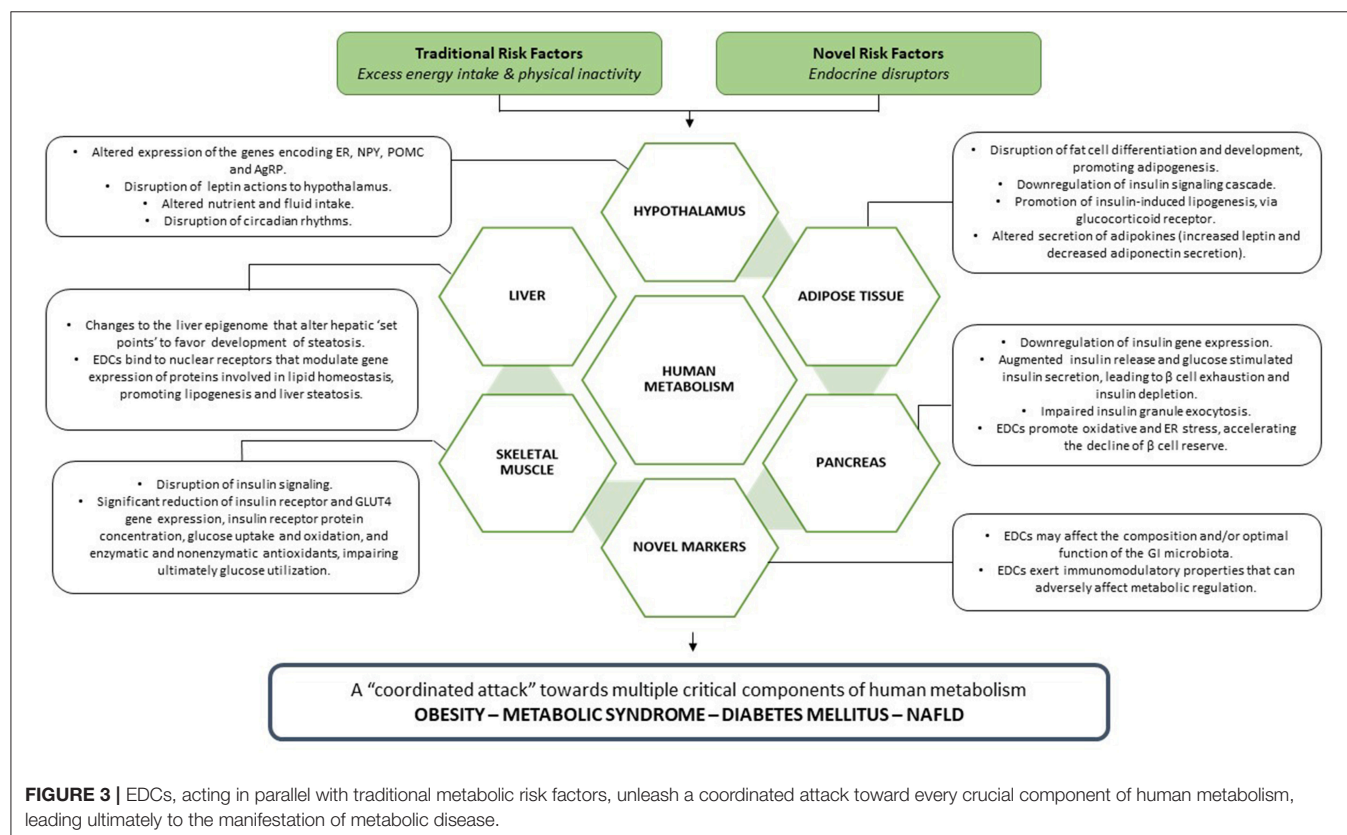 Traditional Risk Factors
Excess energy intake & physical inactivity
Novel Risk Factors
Endocrine disruptors
• Altered expression of the genes encoding ER, NPY, POMC
and AgRP.
• Disruption of leptin actions to hypothalamus.
• Altered nutrient and fluid intake.
• Disruption of circadian rhythms.
HYPOTHALAMUS
• Disruption of fat cell differentiation and development,
promoting adipogenesis.
• Downregulation of insulin signaling cascade.
• Promotion of insulin-induced lipogenesis, via
glucocorticoid receptor.
• Altered secretion of adipokines (increased leptin and
decreased adiponectin secretion).
LIVER
ADIPOSE TISSUE
• Changes to the liver epigenome that alter hepatic ‘set
points’ to favor development of steatosis.
• EDCs bind to nuclear receptors that modulate gene
expression of proteins involved in lipid homeostasis,
promoting lipogenesis and liver steatosis.
HUMAN
METABOLISM
• Downregulation of insulin gene expression.
• Augmented insulin release and glucose stimulated
insulin secretion, leading to β cell exhaustion and
insulin depletion.
• Impaired insulin granule exocytosis.
• EDCs promote oxidative and ER stress, accelerating
the decline of β cell reserve.
SKELETAL
MUSCLE
PANCREAS
• Disruption of insulin signaling.
• Significant reduction of insulin receptor and GLUT4
gene expression, insulin receptor protein
concentration, glucose uptake and oxidation, and
enzymatic and nonenzymatic antioxidants, impairing
ultimately glucose utilization.
NOVEL MARKERS
• EDCs may affect the composition and/or optimal
function of the GI microbiota.
• EDCs exert immunomodulatory properties that can
adversely affect metabolic regulation.
A “coordinated attack” towards multiple critical components of human metabolism
OBESITY – METABOLIC SYNDROME – DIABETES MELLITUS – NAFLD
FIGURE 3 | EDCs, acting in parallel with traditional metabolic risk factors, unleash a coordinated attack toward every crucial component of human metabolism,
leading ultimately to the manifestation of metabolic disease.